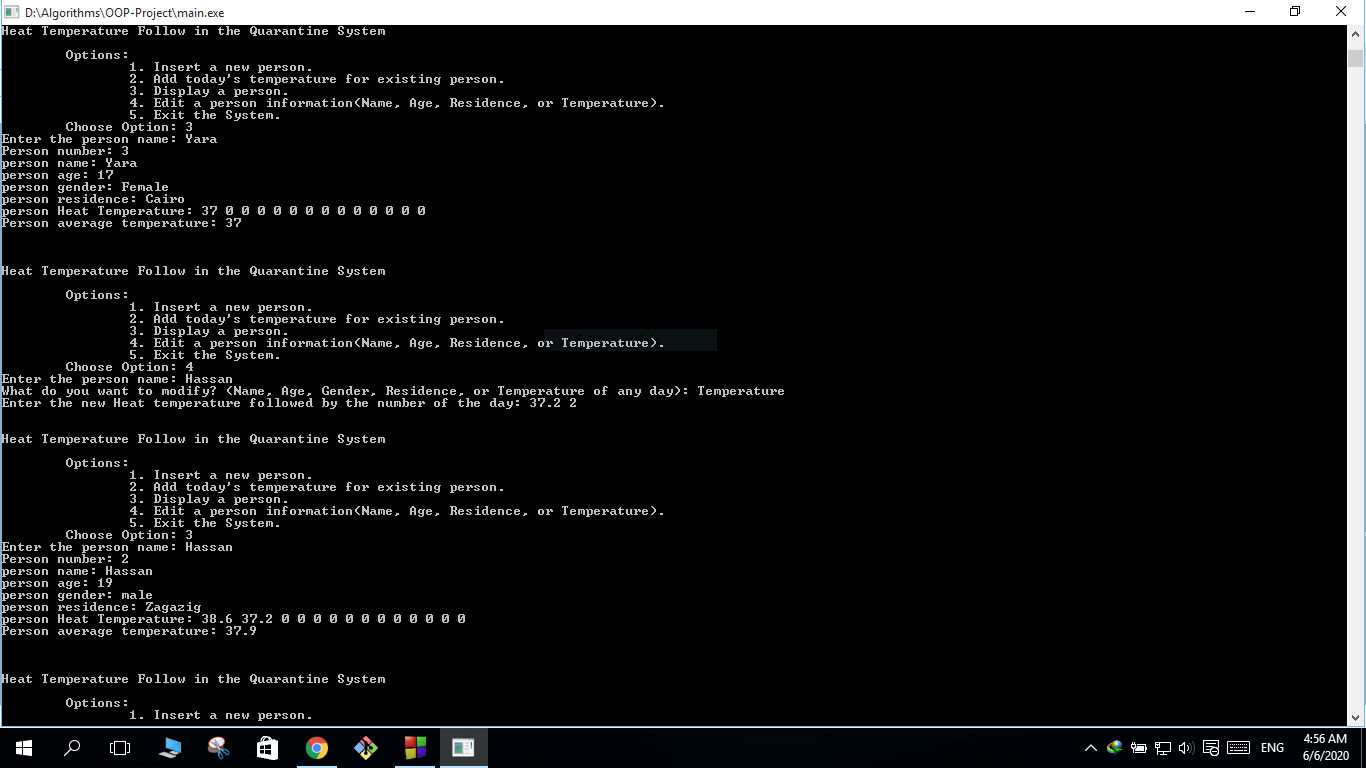 D:\Algorithms\OOP-Project\main.exe
Heat Temperature Follow in the Quarantine System
Options:
1. Insert a new person.
2. Add today's temperature for existing person.
3. Display a person.
4. Edit a person information(Name, Age, Residence, or Temperature).
5. Exit the System.
Choose Option: 3
Enter the person name: Yara
Person number: 3
person name: Yara
person age: 17
person gender: Female
person residence: Cairo
person Heat Temperature: 37 0 0 0 0 0 0 0 0 0 0 0 0 0
Person average temperature: 37
Heat Temperature Follow in the Quarantine System
Options:
1. Insert a new person.
2. Add today's temperature for existing person.
3. Display a person.
4. Edit a person information(Name, Age, Residence, or Temperature).
5. Exit the System.
Choose Option: 4
Enter the person name: Hassan
What do you want to modify? (Name, Age, Gender, Residence, or Temperature of any day): Temperature
Enter the new Heat temperature followed by the number of the day: 37.2 2
Heat Temperature Follow in the Quarantine System
Options:
1. Insert a new person.
2. Add today's temperature for existing person.
3. Display a person.
4. Edit a person information(Name, Age, Residence, or Temperature).
5. Exit the System.
Choose Option: 3
Enter the person name: Hassan
Person number: 2
person name: Hassan
person age: 19
person gender: male
person residence: Zagazig
person Heat Temperature: 38.6 37.2 0 0 0 0 0 0 0 0 0 0 0 0
Person average temperature: 37.9
Heat Temperature Follow in the Quarantine System
Options:
1. Insert a new person.
ENG
4:56 AM
6/6/2020